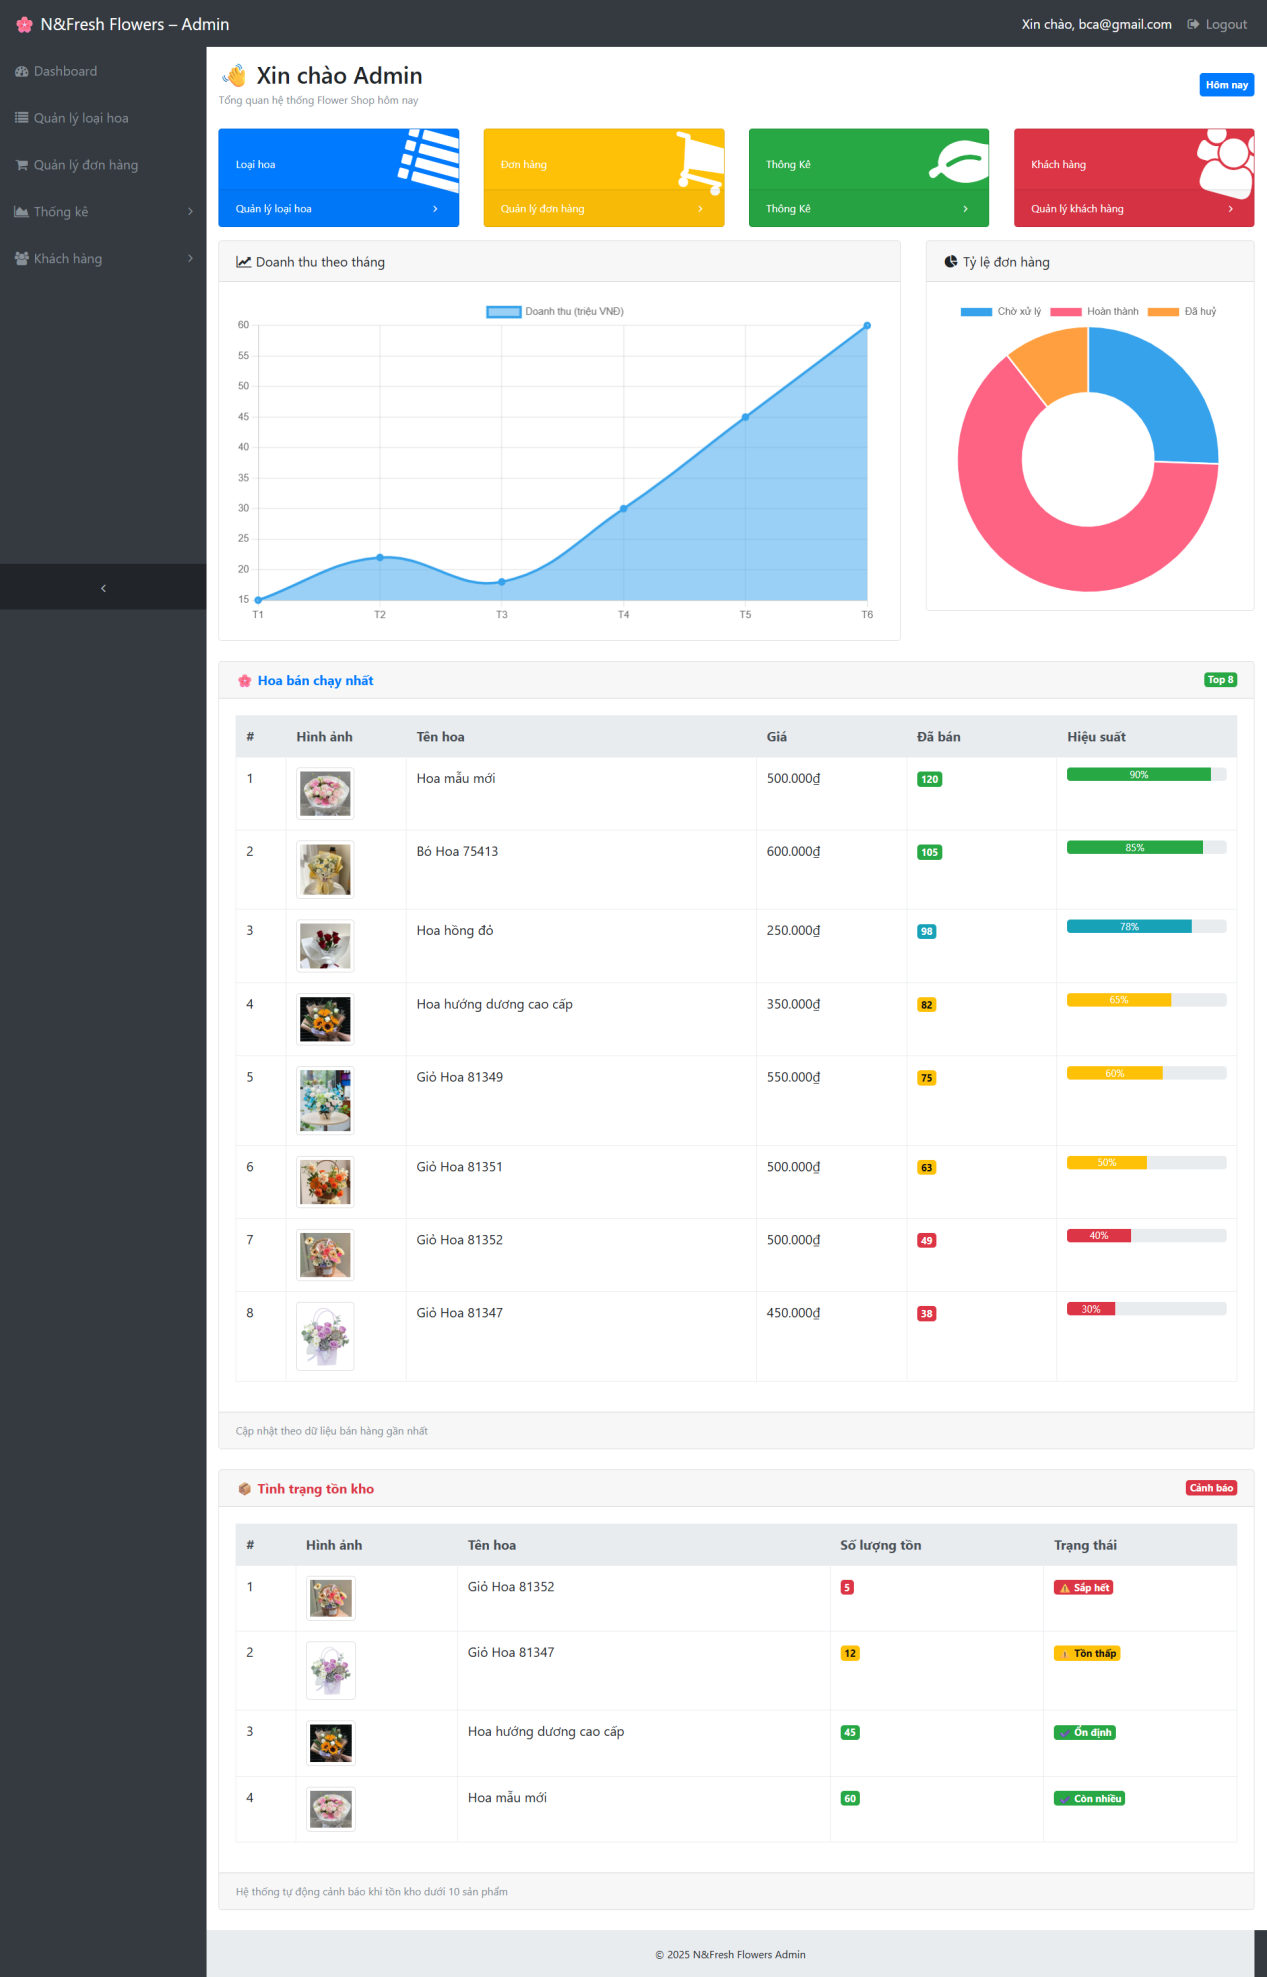 N&Fresh Flowers – Admin
Xin chào, bca@gmail.com Logout
Dashboard
Quản lý loại hoa
Quản lý đơn hàng
Thống kê
Khách hàng
Xin chào Admin
Tổng quan hệ thống Flower Shop hôm nay
Hôm nay
Loại hoa
Quản lý loại hoa
Đơn hàng
Quản lý đơn hàng
Thông Kê
Thông Kê
Khách hàng
Quản lý khách hàng
Doanh thu theo tháng
Doanh thu (triệu VNĐ)
60
55
50
45
40
35
30
25
20
15
T1 T2 T3 T4 T5 T6
Tỷ lệ đơn hàng
Chờ xử lý Hoàn thành Đã huỷ
Hoa bán chạy nhất
Top 8
# Hình ảnh Tên hoa Giá Đã bán Hiệu suất
1 Hoa mẫu mới 500.000₫ 120 90%
2 Bó Hoa 75413 600.000₫ 105 85%
3 Hoa hồng đỏ 250.000₫ 98 78%
4 Hoa hướng dương cao cấp 350.000₫ 82 65%
5 Giỏ Hoa 81349 550.000₫ 75 60%
6 Giỏ Hoa 81351 500.000₫ 63 50%
7 Giỏ Hoa 81352 500.000₫ 49 40%
8 Giỏ Hoa 81347 450.000₫ 38 30%
Cập nhật theo dữ liệu bán hàng gần nhất
Tình trạng tồn kho
Cảnh báo
# Hình ảnh Tên hoa Số lượng tồn Trạng thái
1 Giỏ Hoa 81352 5 Sắp hết
2 Giỏ Hoa 81347 12 Tồn thấp
3 Hoa hướng dương cao cấp 45 Ổn định
4 Hoa mẫu mới 60 Còn nhiều
Hệ thống tự động cảnh báo khi tồn kho dưới 10 sản phẩm
© 2025 N&Fresh Flowers Admin